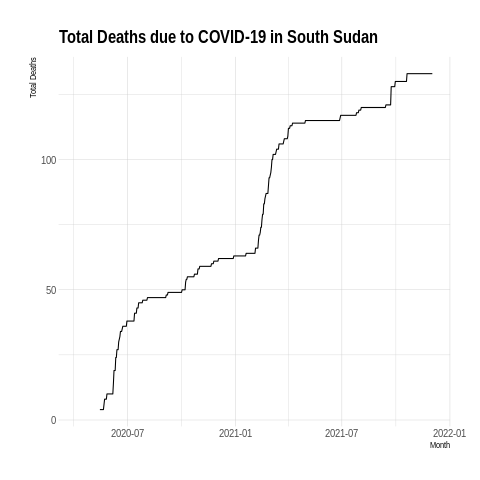 Total Deaths due to COVID-19 in South Sudan
Total Deaths
100
50
0
2020-07 2021-01 2021-07 2022-01
Month